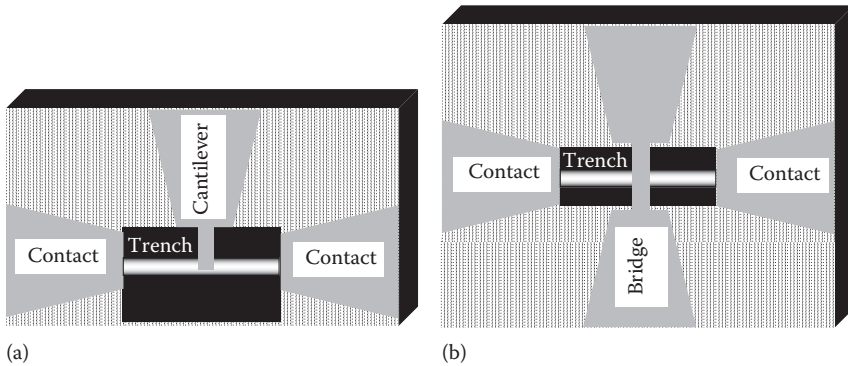 Cantilever
Trench
Contact
Contact
(a)
Trench
Contact
Contact
Bridge
(b)